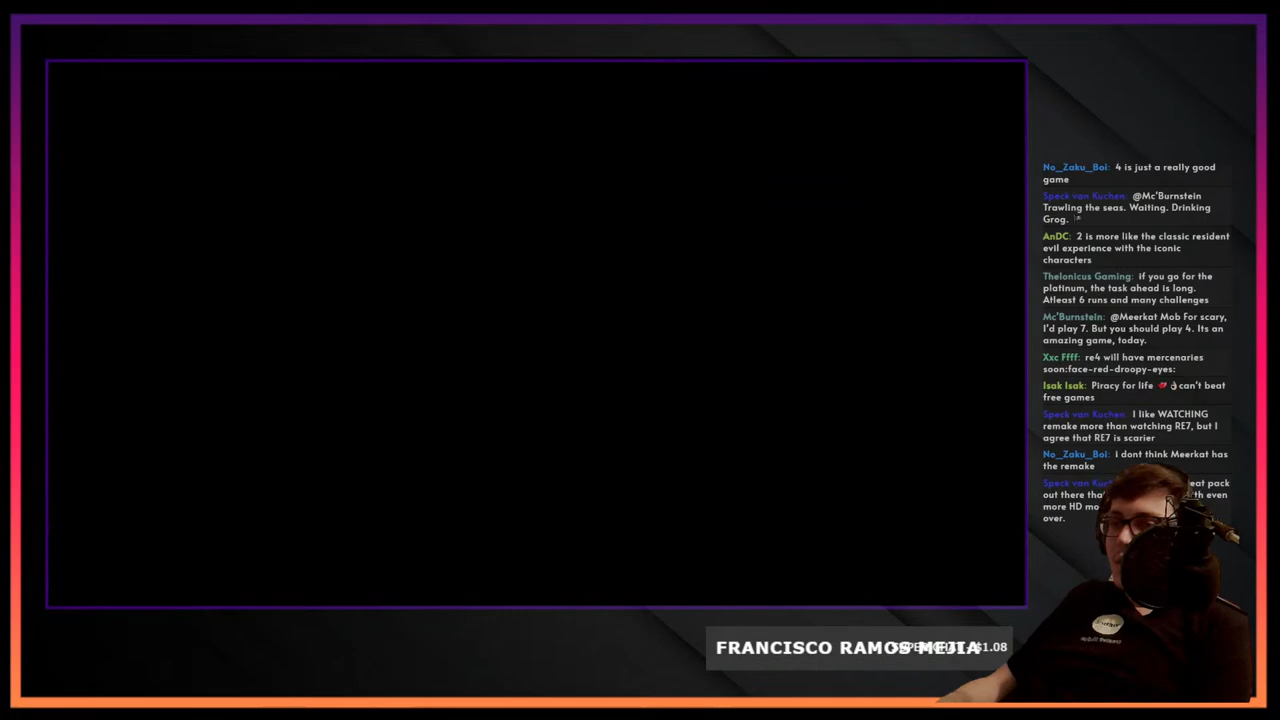 No_Zaku_Boi: 4 is just a really good
game
Speck van Kuchen: @Mc'Burnstein
Trawling the seas. Waiting. Drinking
Grog.
AnDC: 2 is more like the classic resident
evil experience with the iconic
characters
Thelonicus Gaming: if you go for the
platinum, the task ahead is long.
Atleast 6 runs and many challenges
Mc'Burnstein: @Meerkat Mob For scary,
I'd play 7. But you should play 4. Its an
amazing game, today.
Xxc Ffff: re4 will have mercenaries
soon:face-red-droopy-eyes:
Isak Isak: Piracy for life 💋👌can't beat
free games
Speck van Kuchen: I like WATCHING
remake more than watching RE7, but I
agree that RE7 is scarier
No_Zaku_Boi: i dont think Meerkat has
the remake
Speck van eat pack
out there even
more HD
over.
FRANCISCO RAMOS MEJIA $1.08